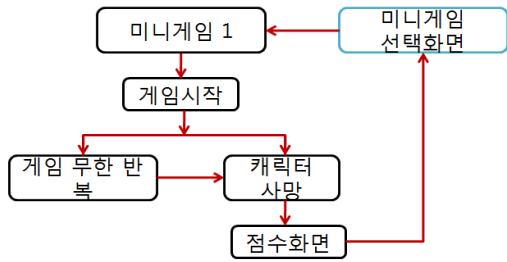 미니게임 1
미니게임
선택화면
게임시작
게임 무한 반
복
캐릭터
사망
점수화면